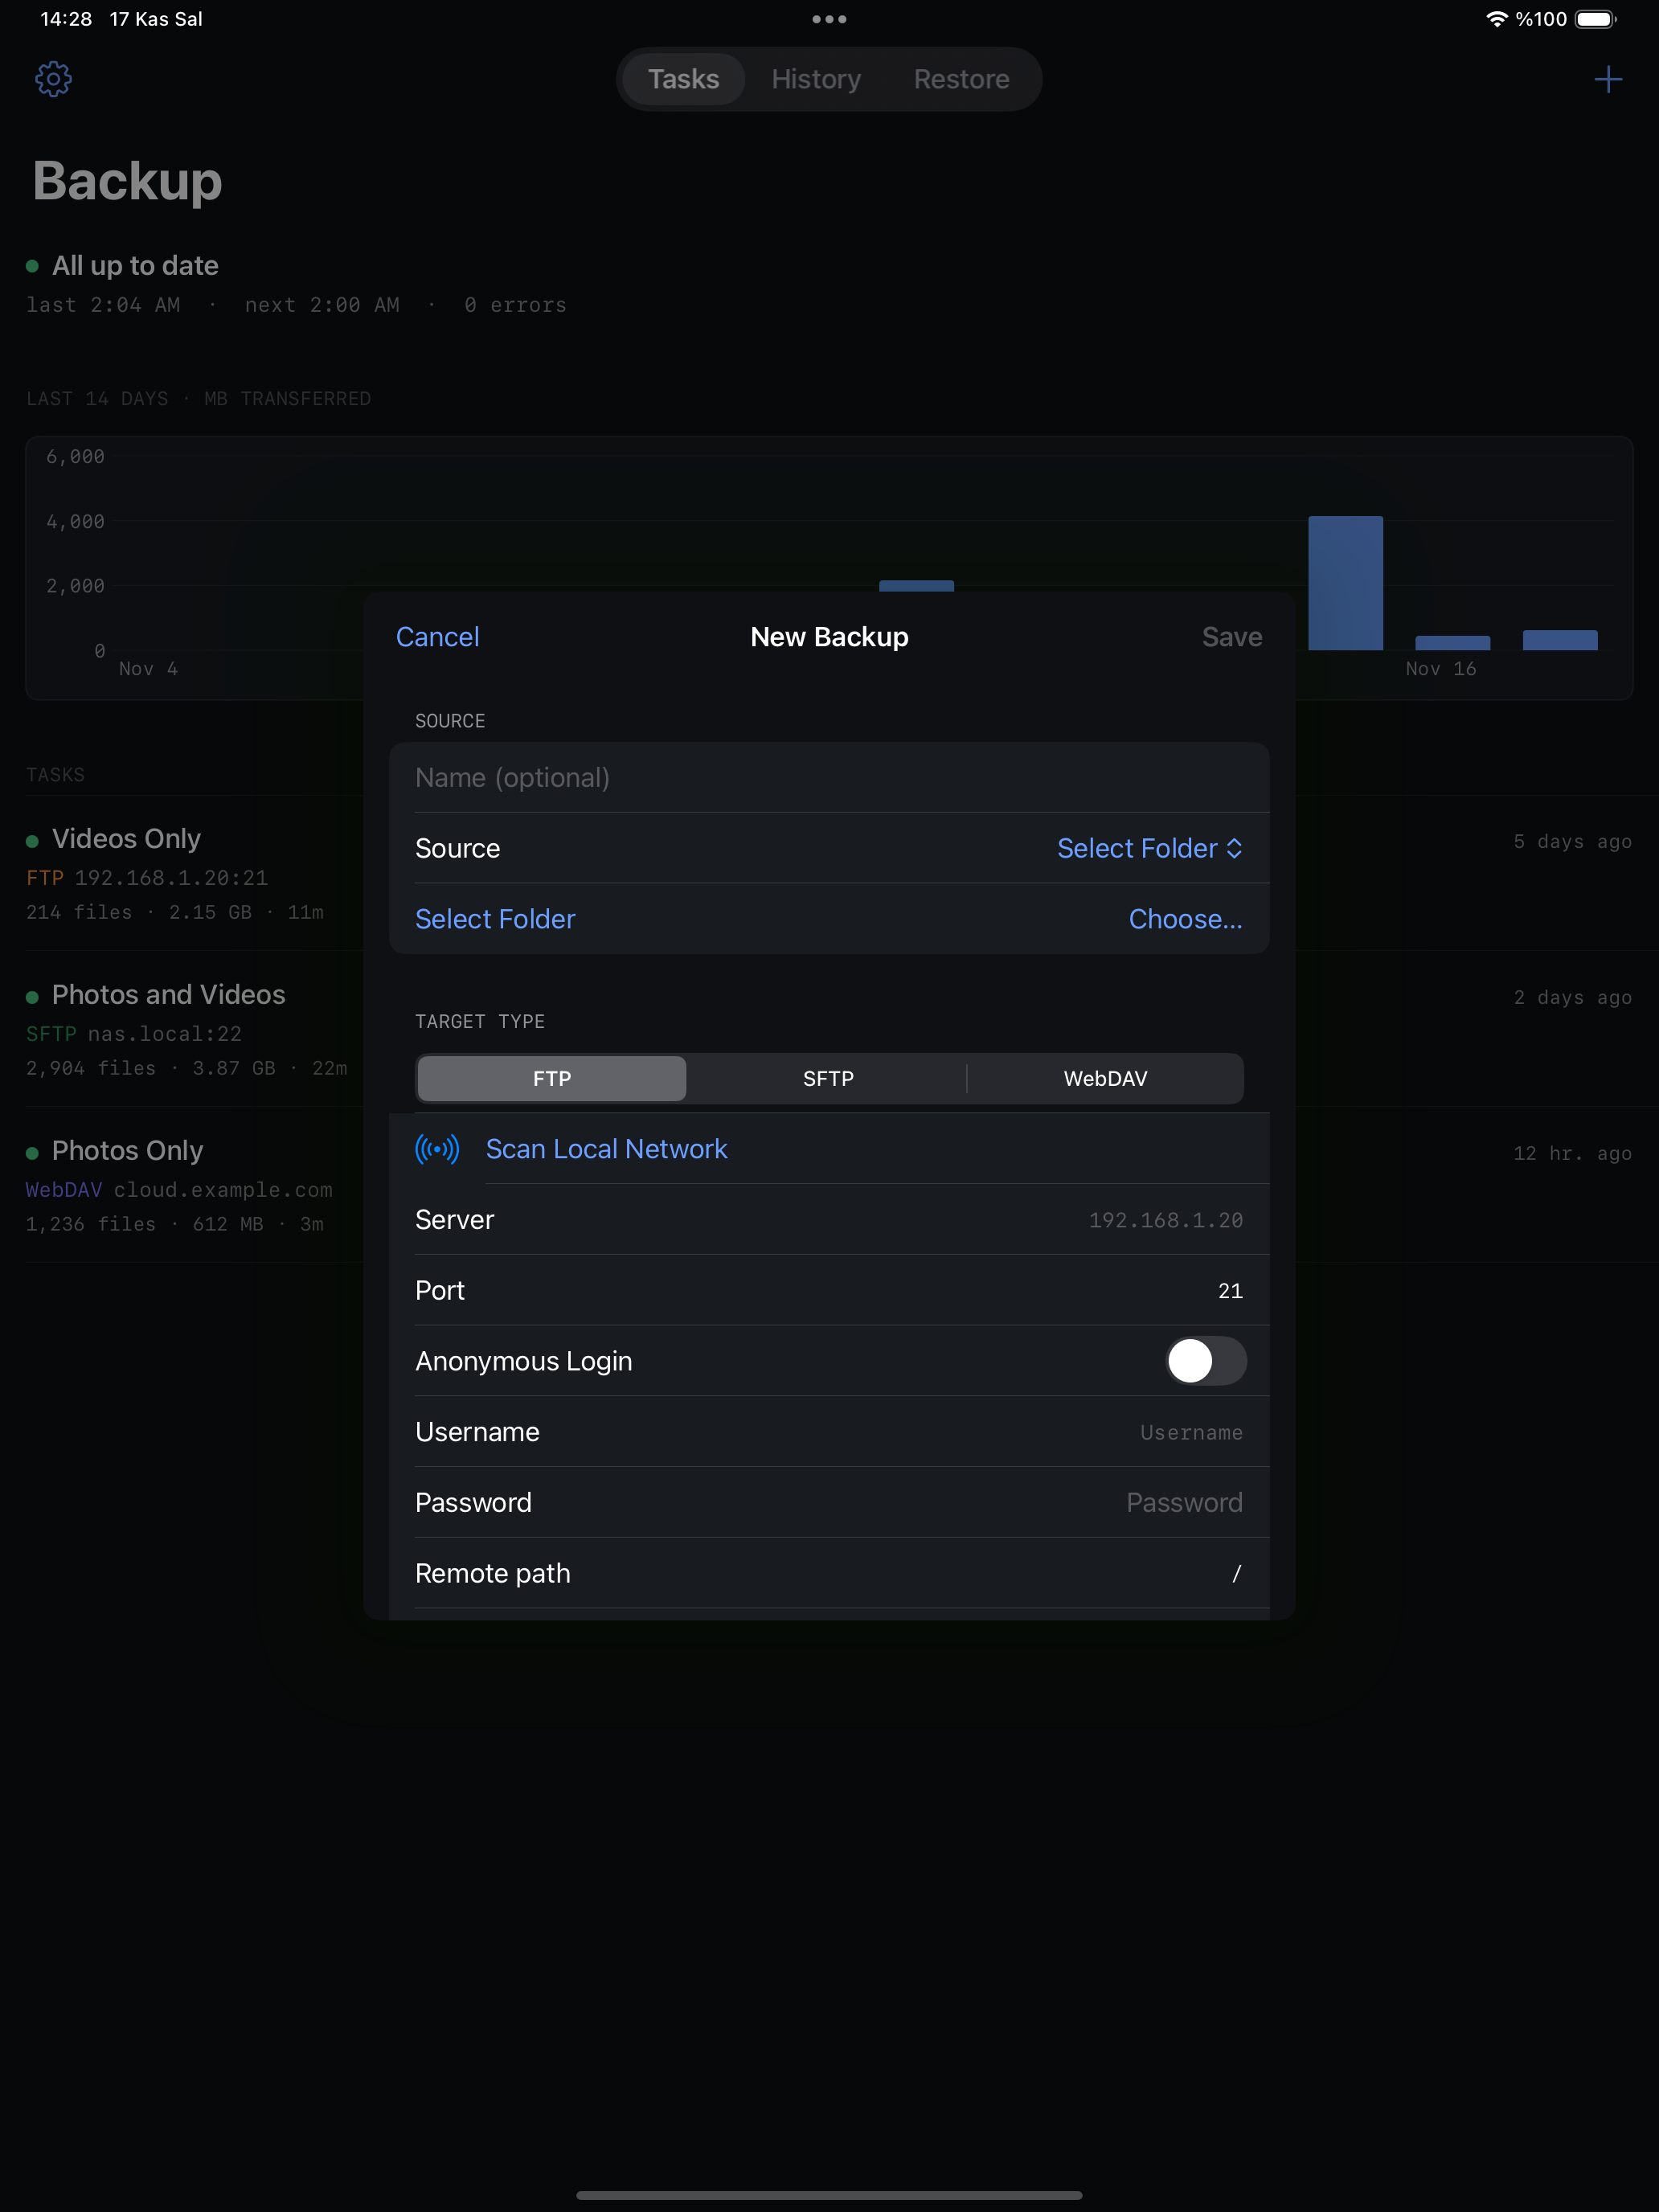 14:28 17 Kas Sal
%100
Tasks History Restore
Backup
All up to date
last 2:04 AM · next 2:00 AM · 0 errors
LAST 14 DAYS · MB TRANSFERRED
6,000
4,000
2,000
0
Nov 4
Nov 16
Cancel New Backup Save
SOURCE
Name (optional)
Source Select Folder
Select Folder Choose...
TARGET TYPE
FTP SFTP WebDAV
Scan Local Network
Server 192.168.1.20
Port 21
Anonymous Login
Username Username
Password Password
Remote path /
TASKS
Videos Only 5 days ago
FTP 192.168.1.20:21
214 files · 2.15 GB · 11m
Photos and Videos 2 days ago
SFTP nas.local:22
2,904 files · 3.87 GB · 22m
Photos Only 12 hr. ago
WebDAV cloud.example.com
1,236 files · 612 MB · 3m